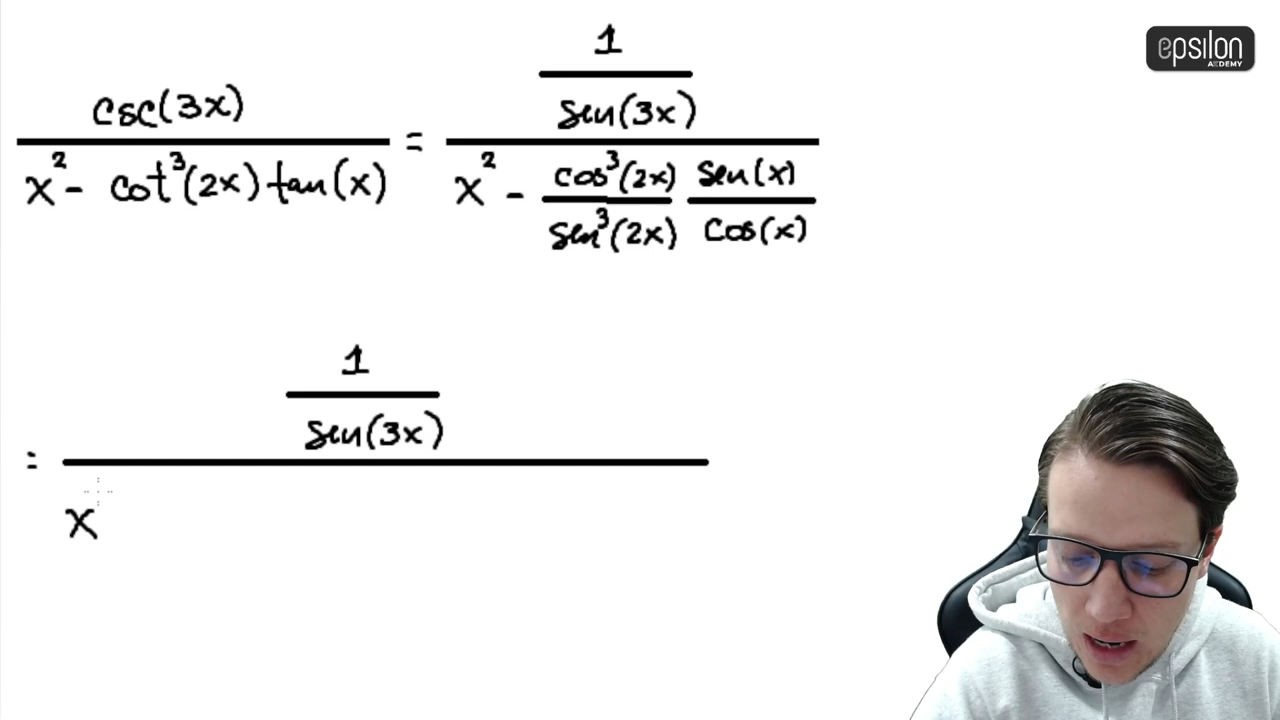 epsilon
AXDEMY
csc(3x) / (x² - cot³(2x) tan(x)) = (1 / sen(3x)) / (x² - (cos³(2x) / sen³(2x)) (sen(x) / cos(x)))
= (1 / sen(3x)) / x